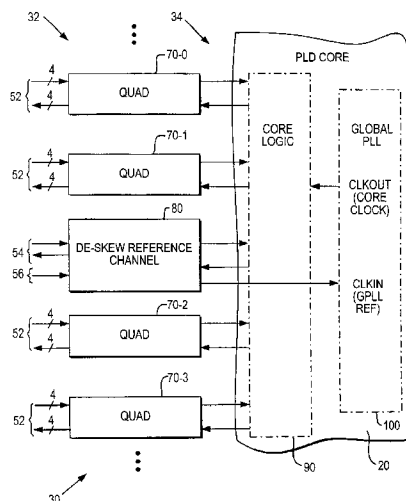 32
34
PLD CORE
70-0
4
52
4
QUAD
70-1
4
52
4
QUAD
CORE
LOGIC
GLOBAL
PLL
CLKOUT
(CORE
CLOCK)
80
54
56
DE-SKEW REFERENCE
CHANNEL
CLKIN
(GPLL
REF)
70-2
4
52
4
QUAD
70-3
4
52
4
QUAD
100
90
20
30